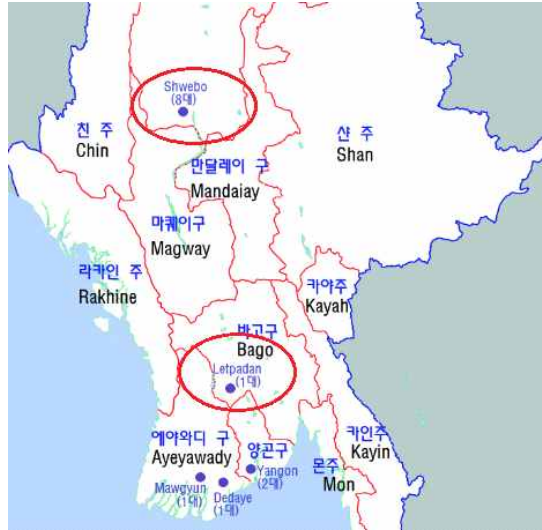 Shwebo
(8대)
친 주
Chin
샨 주
Shan
만달레이 구
Mandaiay
마퀘이구
Magway
라카인 주
Rakhine
카야주
Kayah
바고구
Bago
Letpadan
(1대)
에야와디 구
Ayeyawady
양곤구
Yangon
(2대)
카인주
Kayin
몬주
Mon
Mawgyun
(1대)
Dedaye
(1대)